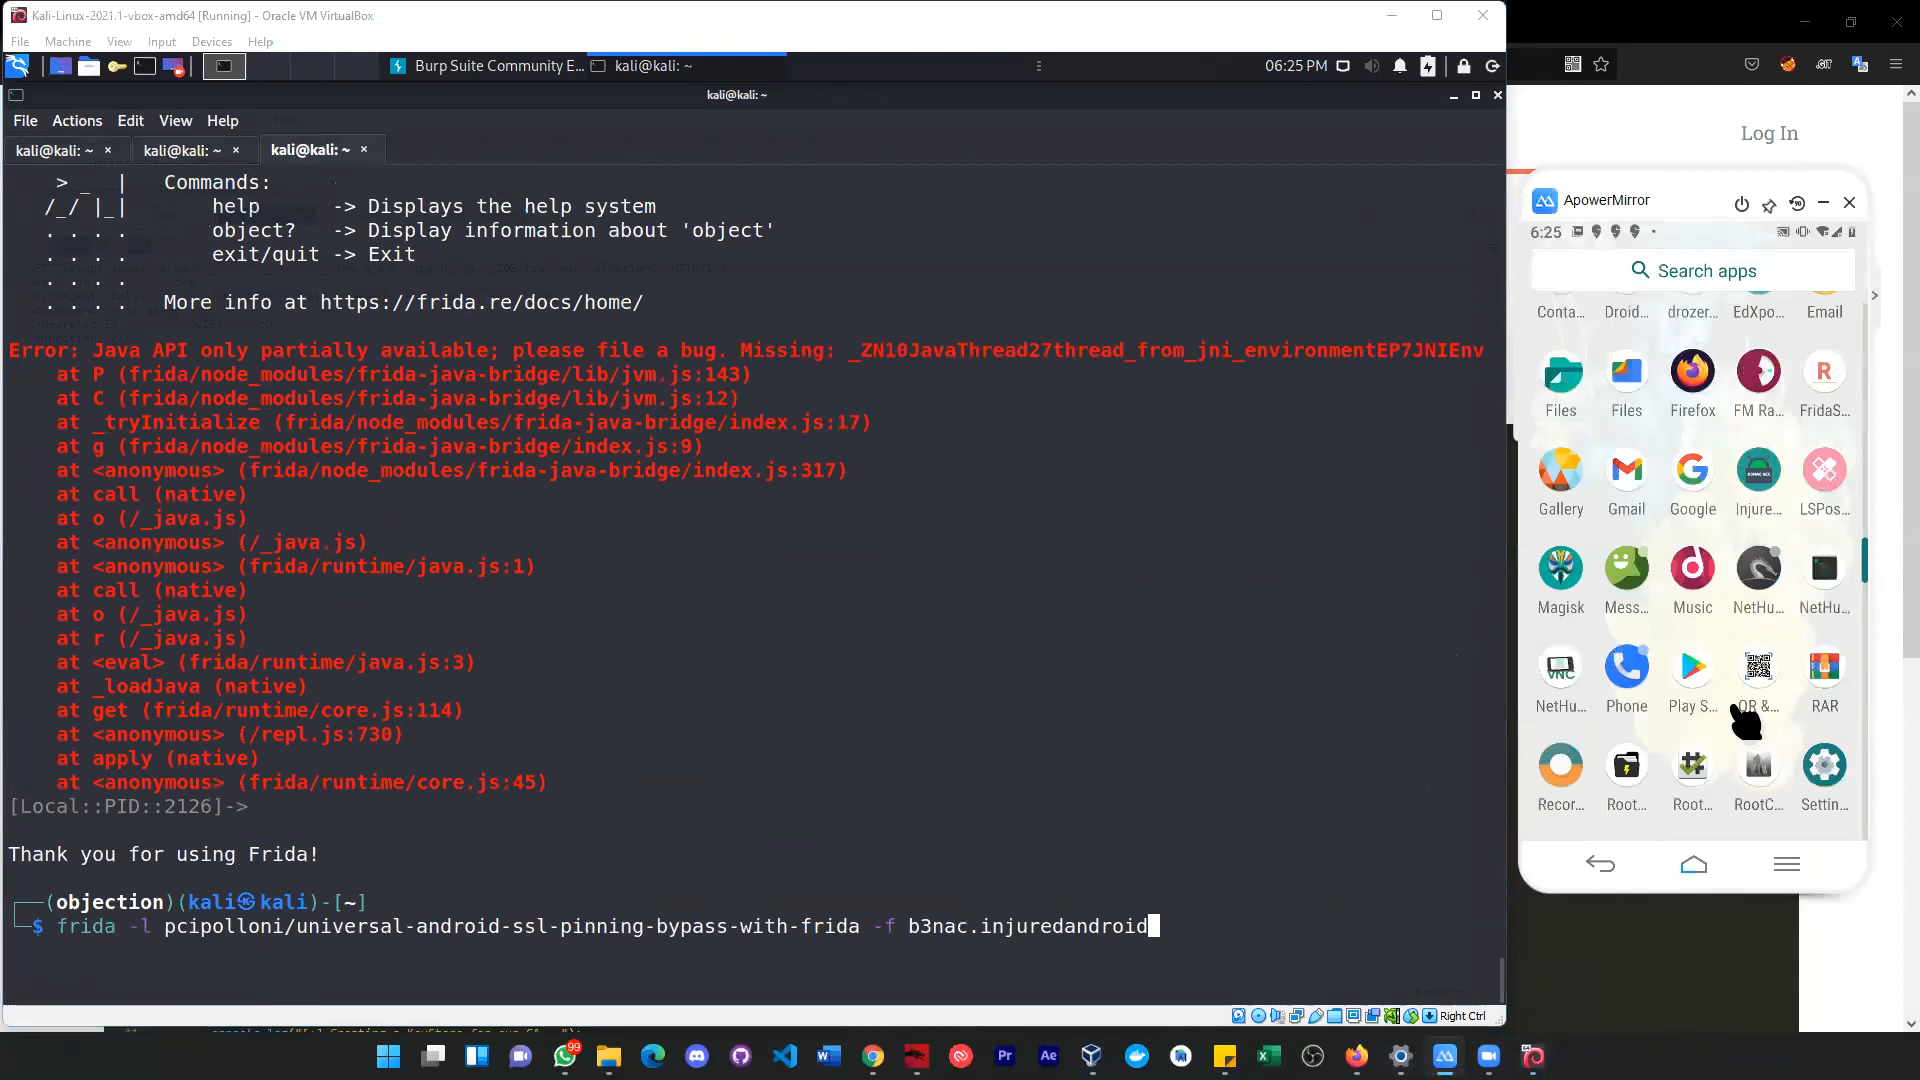 Kali-Linux-2021.1-vbox-amd64 [Running] - Oracle VM VirtualBox
File Machine View Input Devices Help
Burp Suite Community E... kali@kali: ~
06:25 PM
kali@kali: ~
File Actions Edit View Help
kali@kali: ~ × kali@kali: ~ × kali@kali: ~ ×
> _ | Commands:
/_/ |_| help -> Displays the help system
. . . . object? -> Display information about 'object'
. . . . exit/quit -> Exit
. . . .
. . . . More info at https://frida.re/docs/home/
Error: Java API only partially available; please file a bug. Missing: _ZN10JavaThread27thread_from_jni_environmentEP7JNIEnv
at P (frida/node_modules/frida-java-bridge/lib/jvm.js:143)
at C (frida/node_modules/frida-java-bridge/lib/jvm.js:12)
at _tryInitialize (frida/node_modules/frida-java-bridge/index.js:17)
at g (frida/node_modules/frida-java-bridge/index.js:9)
at <anonymous> (frida/node_modules/frida-java-bridge/index.js:317)
at call (native)
at o (/_java.js)
at <anonymous> (/_java.js)
at <anonymous> (frida/runtime/java.js:1)
at call (native)
at o (/_java.js)
at r (/_java.js)
at <eval> (frida/runtime/java.js:3)
at _loadJava (native)
at get (frida/runtime/core.js:114)
at <anonymous> (/repl.js:730)
at apply (native)
at <anonymous> (frida/runtime/core.js:45)
[Local::PID::2126]->
Thank you for using Frida!
(objection)(kali㉿kali)-[~]
$ frida -l pcipolloni/universal-android-ssl-pinning-bypass-with-frida -f b3nac.injuredandroid
Right Ctrl
Log In
ApowerMirror
6:25
Search apps
Conta... Droid... drozer... EdXpo... Email
Files Files Firefox FM Ra... FridaS...
Gallery Gmail Google Injure... LSPos...
Magisk Mess... Music NetHu... NetHu...
VNC
NetHu... Phone Play S... QR &... RAR
Recor... Root... Root... RootC... Settin...
99
Pr Ae